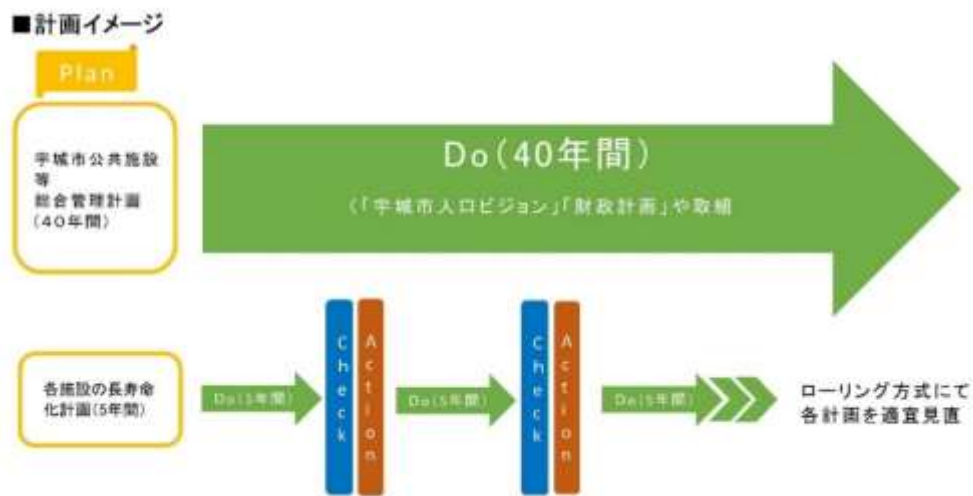 ■計画イメージ
Plan
宇城市公共施設
等
総合管理計画
(40年間)
Do(40年間)
(「宇城市人口ビジョン」「財政計画」や取組
各施設の長寿命
化計画(5年間)
Do(5年間)
Check
Action
Do(5年間)
Check
Action
Do(5年間)
ローリング方式にて
各計画を適宜見直